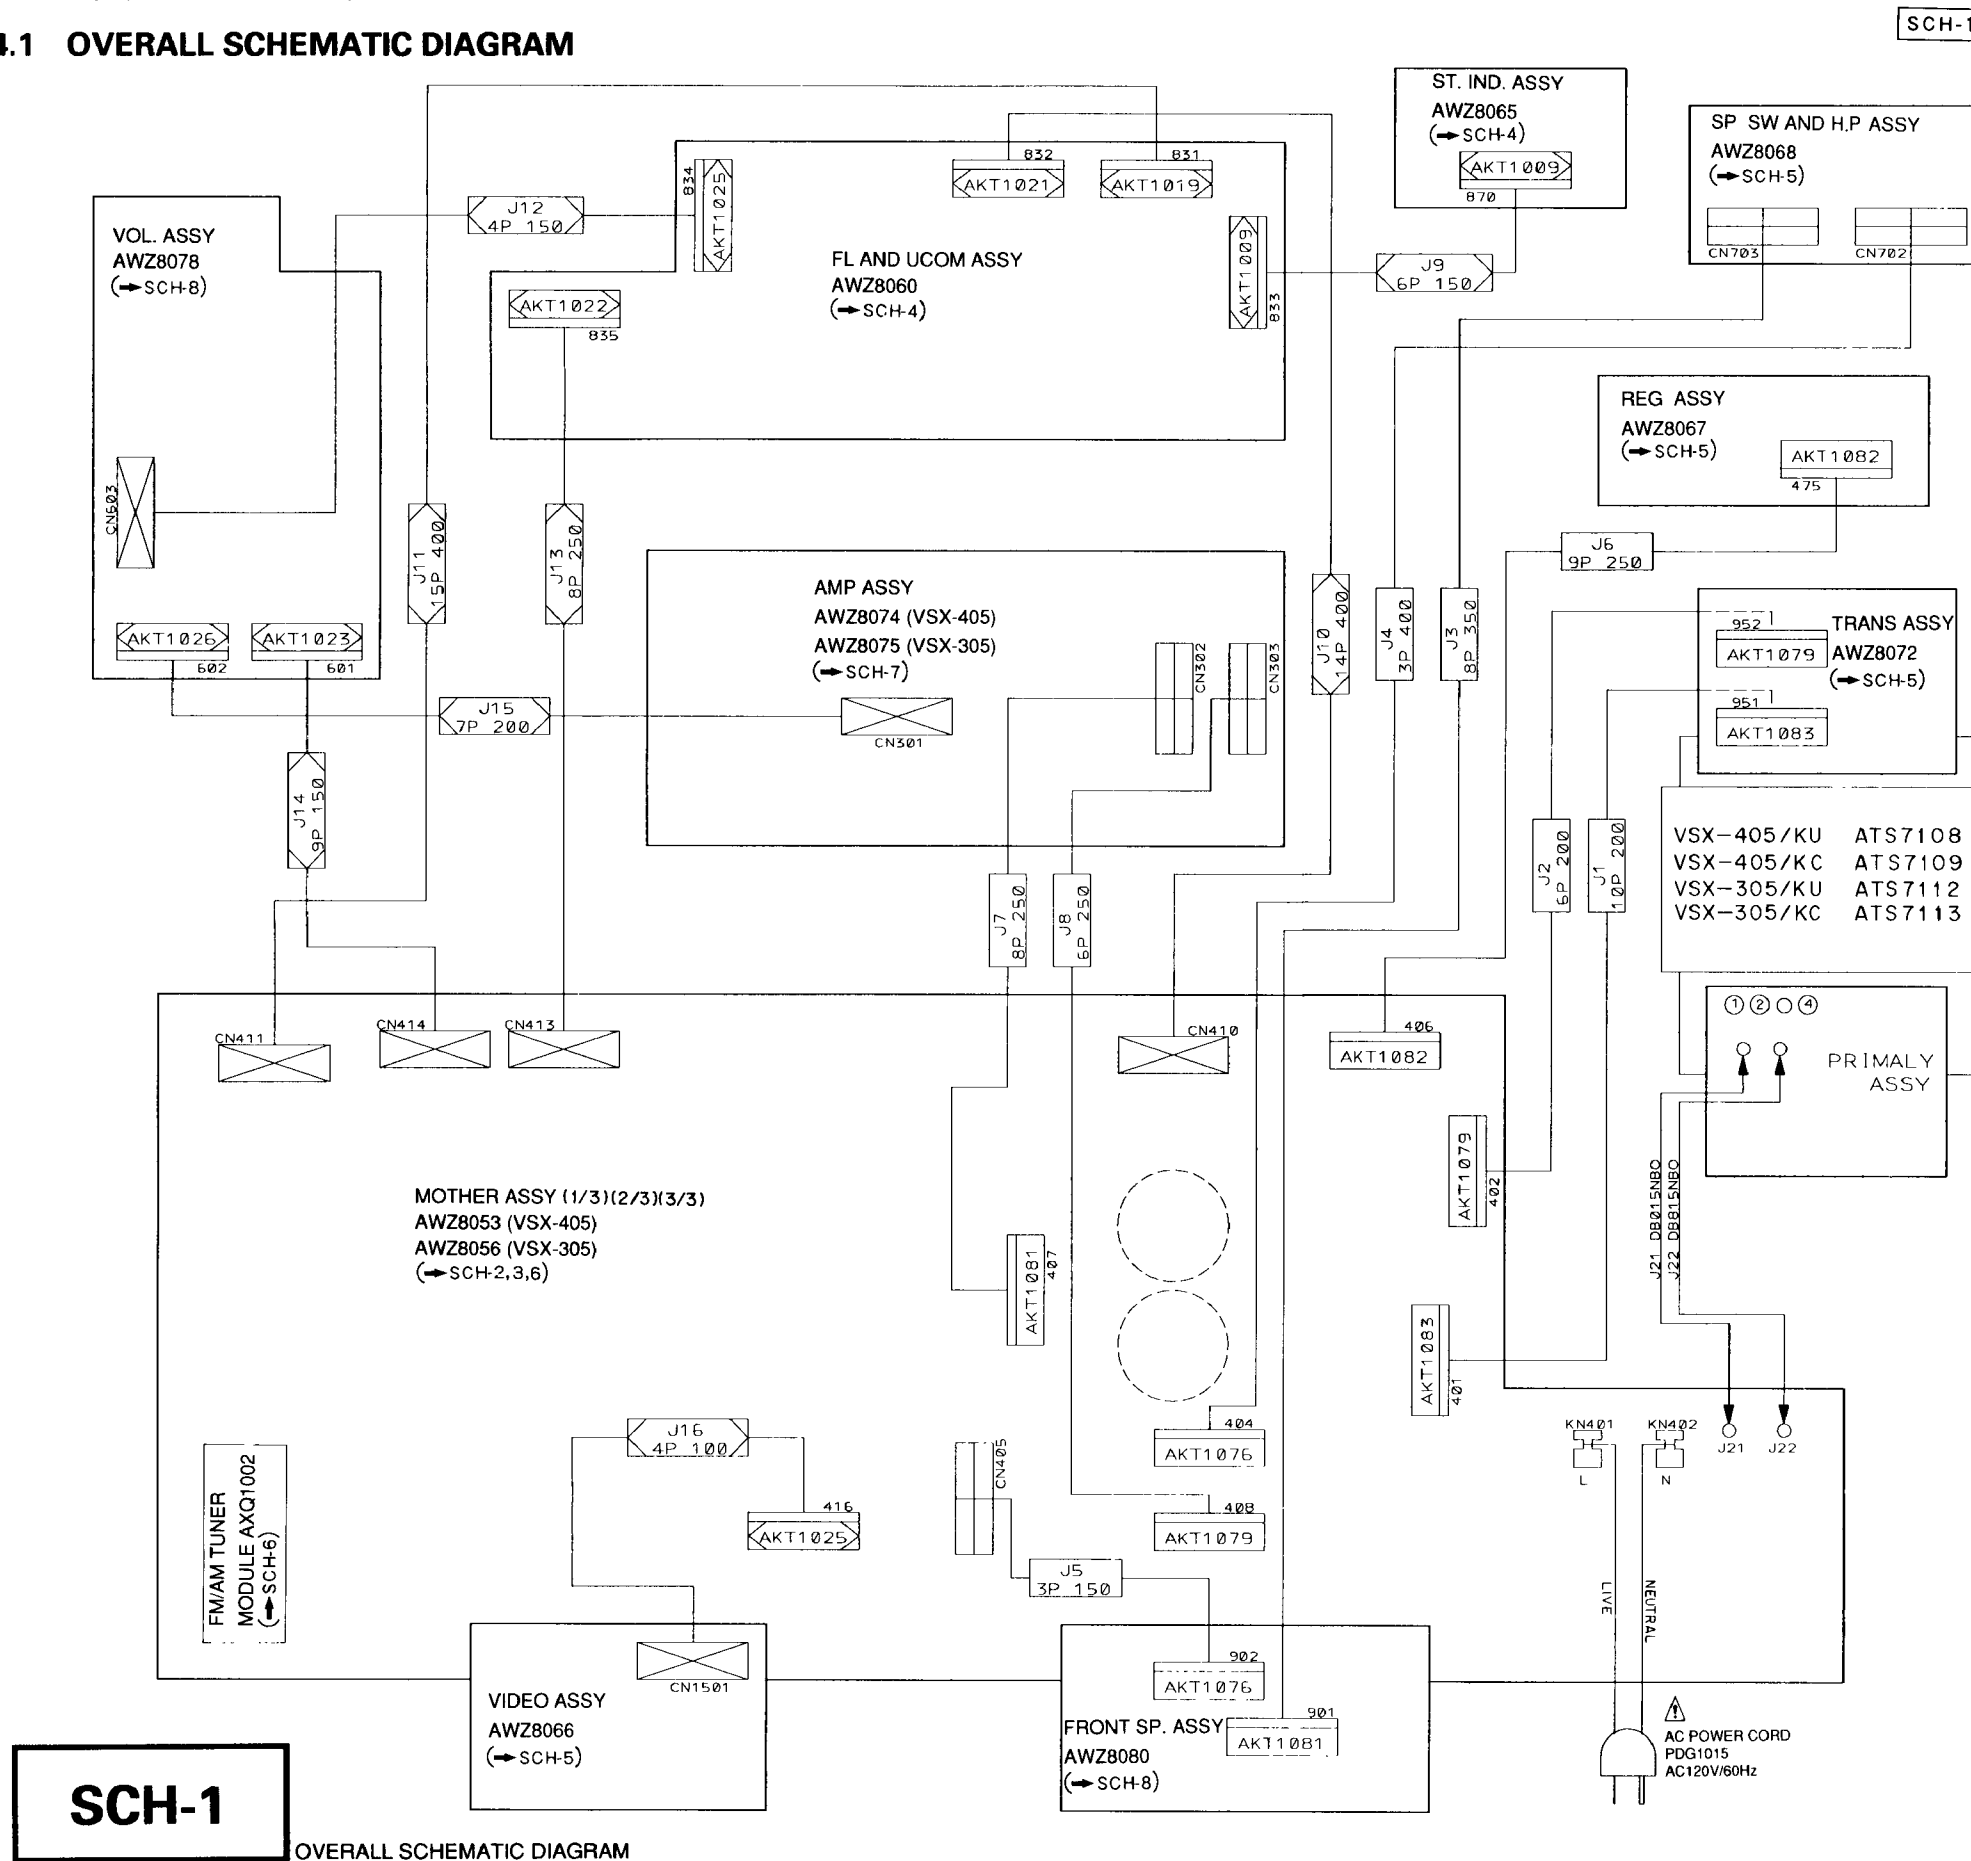 4.1 OVERALL SCHEMATIC DIAGRAM
SCH-1
ST. IND. ASSY
AWZ8065
(→SCH-4)
AKT1009
870
SP SW AND H.P ASSY
AWZ8068
(→SCH-5)
CN703
CN702
832
AKT1021
831
AKT1019
834
AKT1025
J12
4P 150
VOL. ASSY
AWZ8078
(→SCH-8)
FL AND UCOM ASSY
AWZ8060
(→SCH-4)
AKT1009
833
J9
6P 150
AKT1022
835
REG ASSY
AWZ8067
(→SCH-5)
AKT1082
475
CN603
J11
15P 400
J13
8P 250
J6
9P 250
AMP ASSY
AWZ8074 (VSX-405)
AWZ8075 (VSX-305)
(→SCH-7)
CN302
CN303
J10
14P 400
J4
3P 400
J3
8P 350
AKT1026
602
AKT1023
601
952
AKT1079
TRANS ASSY
AWZ8072
(→SCH-5)
951
AKT1083
J15
7P 200
CN301
J14
9P 150
J7
8P 250
J8
6P 250
J2
6P 200
J1
10P 200
VSX-405/KU ATS7108
VSX-405/KC ATS7109
VSX-305/KU ATS7112
VSX-305/KC ATS7113
CN411
CN414
CN413
CN410
406
AKT1082
① ② ○ ④
PRIMALY
ASSY
AKT1079
402
J21 DB015NB0
J22 DB815NB0
MOTHER ASSY (1/3)(2/3)(3/3)
AWZ8053 (VSX-405)
AWZ8056 (VSX-305)
(→SCH-2,3,6)
AKT1081
407
AKT1083
401
J16
4P 100
416
AKT1025
CN405
404
AKT1076
408
AKT1079
KN401
L
KN402
N
J21
J22
FM/AM TUNER
MODULE AXQ1002
(→SCH-6)
J5
3P 150
LIVE
NEUTRAL
CN1501
VIDEO ASSY
AWZ8066
(→SCH-5)
902
AKT1076
901
AKT1081
FRONT SP. ASSY
AWZ8080
(→SCH-8)
AC POWER CORD
PDG1015
AC120V/60Hz
SCH-1
OVERALL SCHEMATIC DIAGRAM